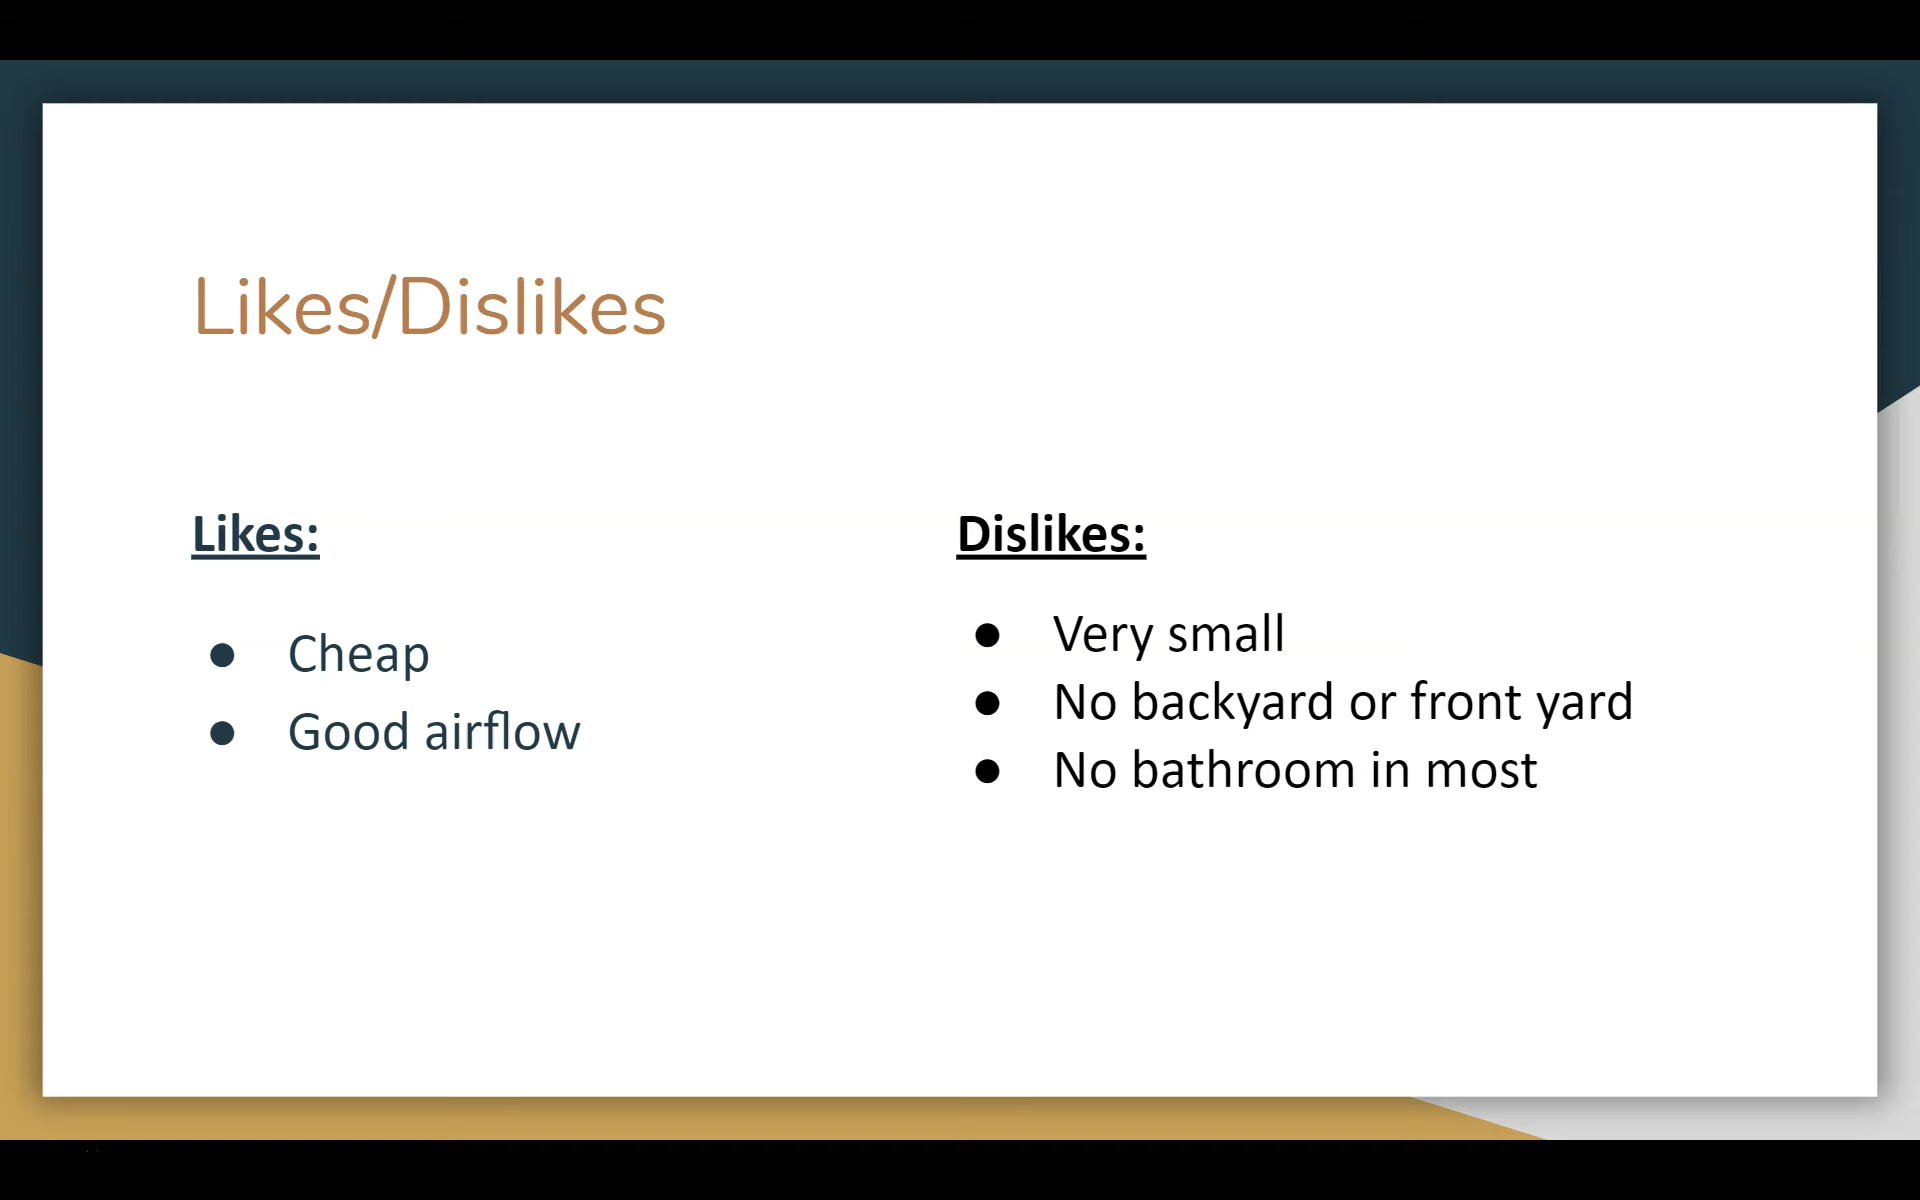 Likes/Dislikes
Likes:
● Cheap
● Good airflow
Dislikes:
● Very small
● No backyard or front yard
● No bathroom in most